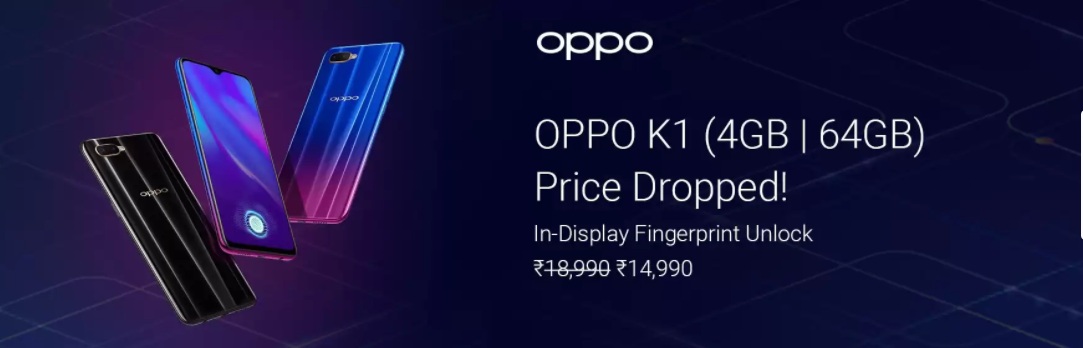 oppo
oppo
oppo
OPPO K1 (4GB | 64GB)
Price Dropped!
In-Display Fingerprint Unlock
₹18,990 ₹14,990